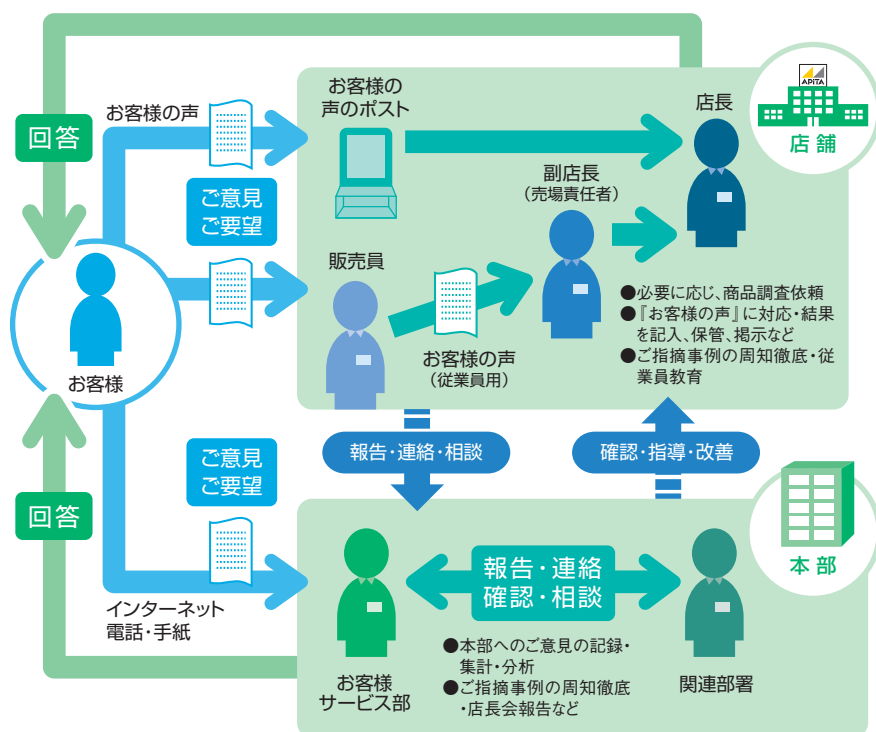 お客様の声
回答
ご意見
ご要望
お客様
お客様の
声のポスト
店長
APiTA
店舗
副店長
(売場責任者)
販売員
お客様の声
(従業員用)
●必要に応じ、商品調査依頼
●『お客様の声』に対応・結果
を記入、保管、掲示など
●ご指摘事例の周知徹底・従
業員教育
報告・連絡・相談
確認・指導・改善
ご意見
ご要望
回答
インターネット
電話・手紙
本部
報告・連絡
確認・相談
お客様
サービス部
●本部へのご意見の記録・
集計・分析
●ご指摘事例の周知徹底
・店長会報告など
関連部署